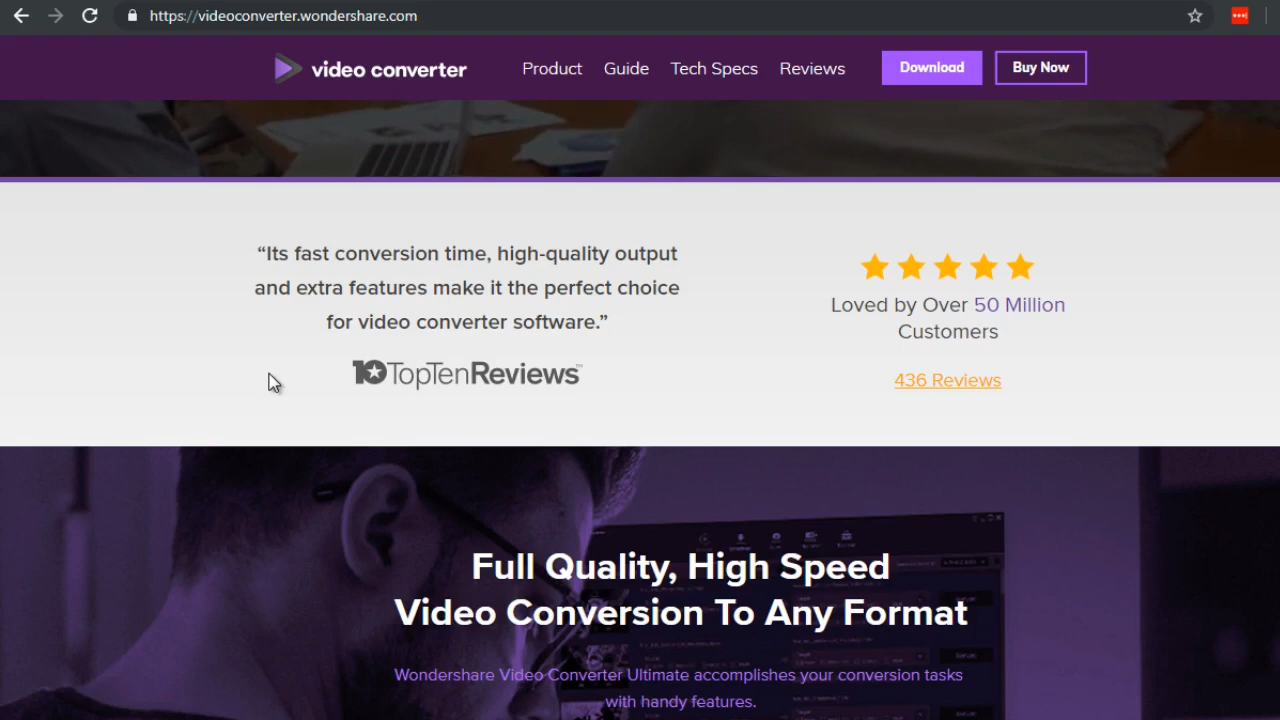 https://videoconverter.wondershare.com
video converter
Product
Guide
Tech Specs
Reviews
Download
Buy Now
“Its fast conversion time, high-quality output
and extra features make it the perfect choice
for video converter software.”
10 TopTenReviews™
Loved by Over 50 Million
Customers
436 Reviews
Full Quality, High Speed
Video Conversion To Any Format
Wondershare Video Converter Ultimate accomplishes your conversion tasks
with handy features.